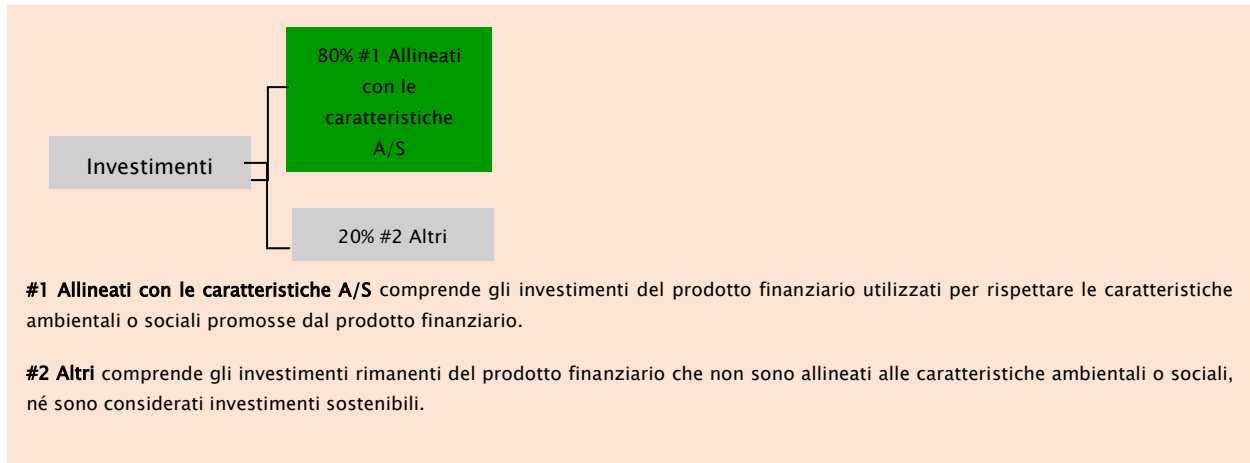 80% #1 Allineati
con le
caratteristiche
A/S
Investimenti
20% #2 Altri
#1 Allineati con le caratteristiche A/S comprende gli investimenti del prodotto finanziario utilizzati per rispettare le caratteristiche
ambientali o sociali promosse dal prodotto finanziario.
#2 Altri comprende gli investimenti rimanenti del prodotto finanziario che non sono allineati alle caratteristiche ambientali o sociali,
né sono considerati investimenti sostenibili.